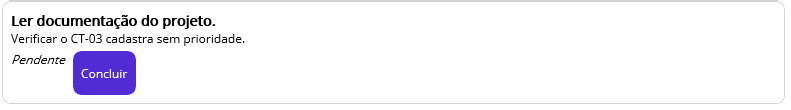 Ler documentação do projeto.
Verificar o CT-03 cadastra sem prioridade.
Pendente Concluir